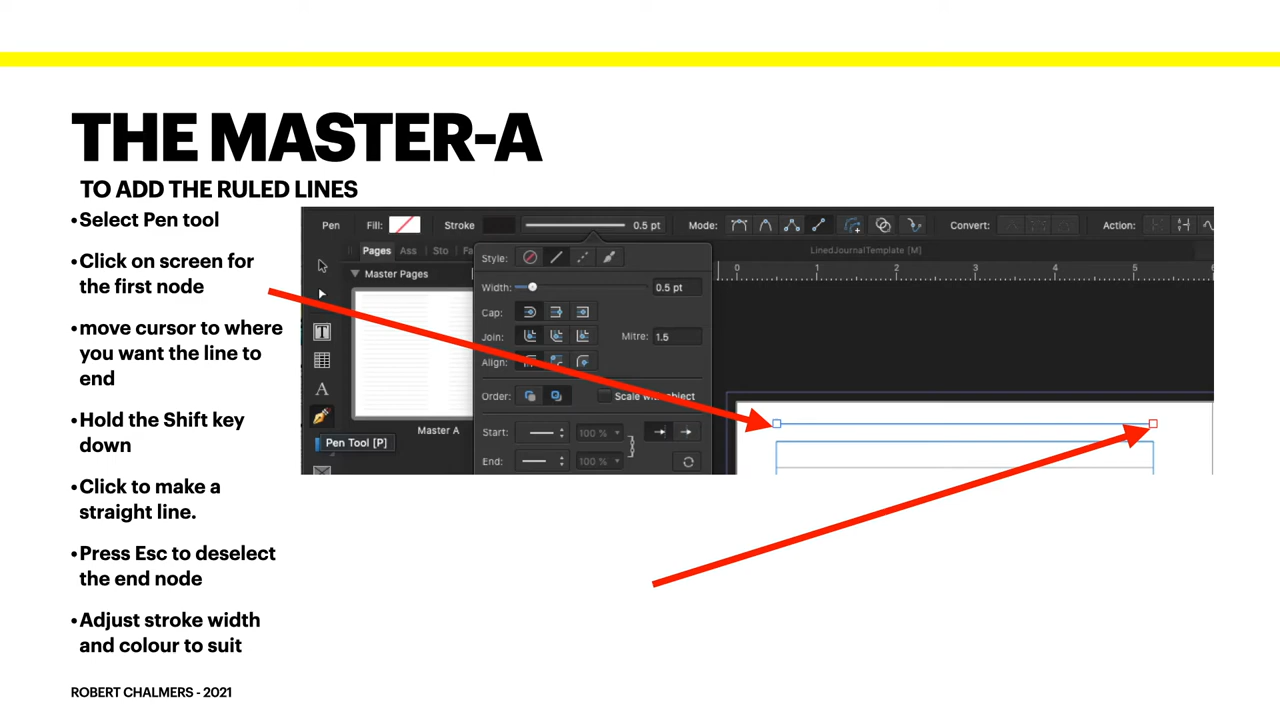 THE MASTER-A
TO ADD THE RULED LINES
•Select Pen tool
•Click on screen for
the first node
•move cursor to where
you want the line to
end
•Hold the Shift key
down
•Click to make a
straight line.
•Press Esc to deselect
the end node
•Adjust stroke width
and colour to suit
Pen Fill: Stroke 0.5 pt Mode: Convert: Action:
Pages Ass Sto LinedJournalTemplate [M]
Master Pages
Master A
Pen Tool [P]
Style:
Width: 0.5 pt
Cap:
Join: Mitre: 1.5
Align:
Order: Scale with object
Start: 100 %
End: 100 %
0 1 2 3 4 5 6
T
A
ROBERT CHALMERS - 2021